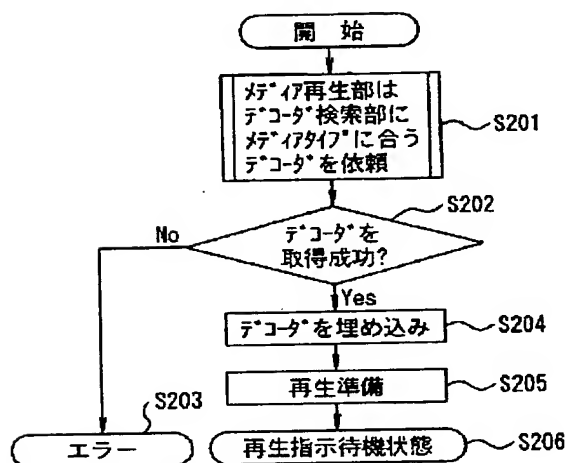 開 始
ﾒﾃﾞｨｱ再生部は
ﾃﾞｺｰﾀﾞ検索部に
ﾒﾃﾞｨｱﾀｲﾌﾟに合う
ﾃﾞｺｰﾀﾞを依頼
S201
S202
ﾃﾞｺｰﾀﾞを
取得成功?
No
Yes
ﾃﾞｺｰﾀﾞを埋め込み
S204
再生準備
S205
S203
エラー
再生指示待機状態
S206